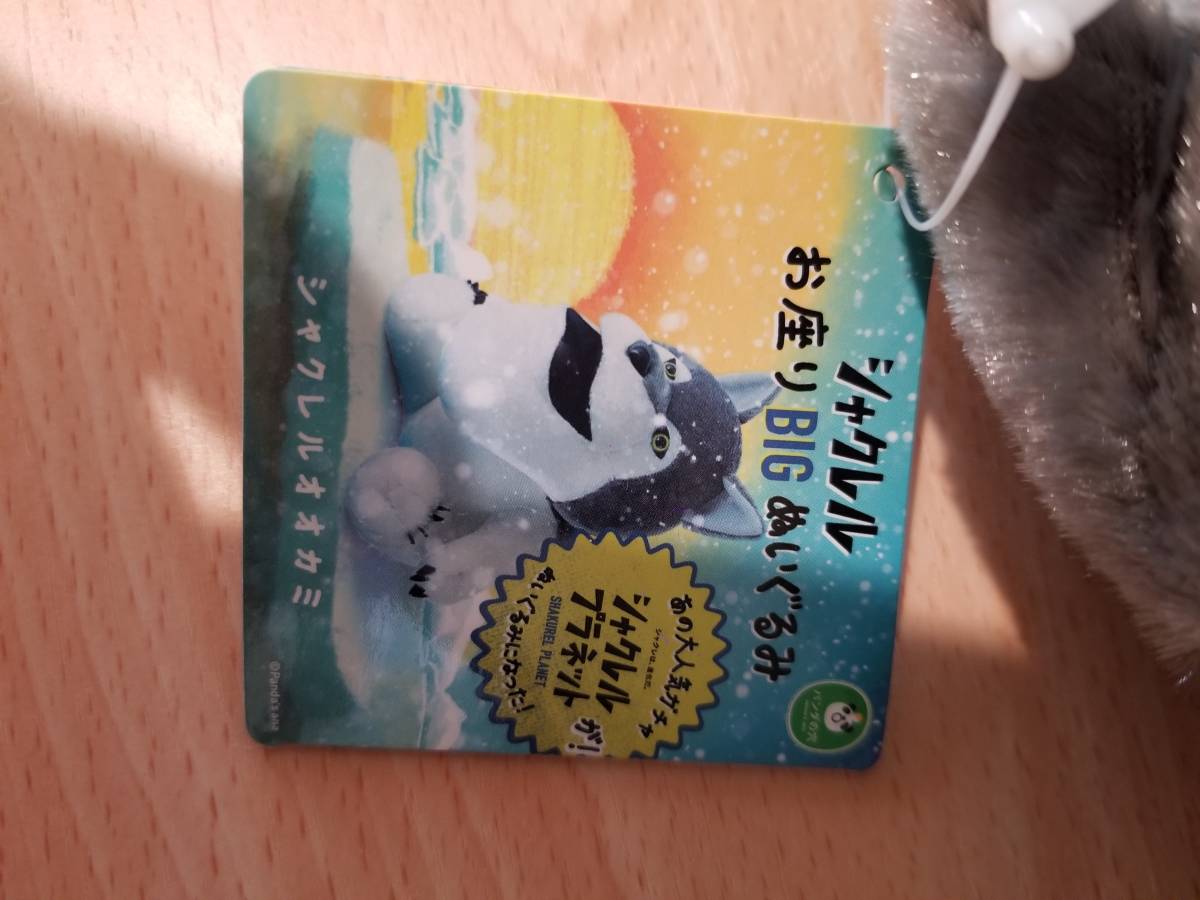 シャクレル
お座りBIGぬいぐるみ
パンダの穴
あの大人気ガチャ
シャクレル
プラネット
SHAKUREL PLANET
が!
ぬいぐるみになった!
シャクレルオオカミ
©Panda's ana